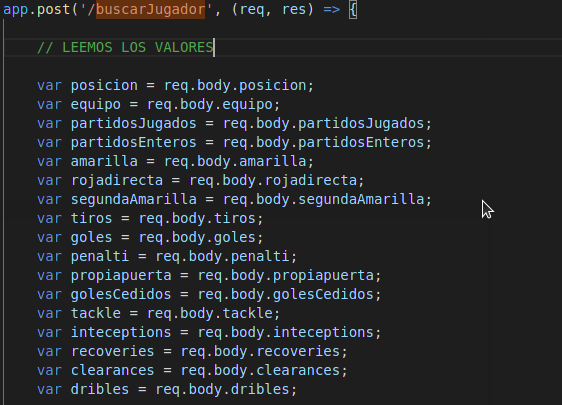 app.post('/buscarJugador', (req, res) => {
// LEEMOS LOS VALORES
var posicion = req.body.posicion;
var equipo = req.body.equipo;
var partidosJugados = req.body.partidosJugados;
var partidosEnteros = req.body.partidosEnteros;
var amarilla = req.body.amarilla;
var rojadirecta = req.body.rojadirecta;
var segundaAmarilla = req.body.segundaAmarilla;
var tiros = req.body.tiros;
var goles = req.body.goles;
var penalti = req.body.penalti;
var propiapuerta = req.body.propiapuerta;
var golesCedidos = req.body.golesCedidos;
var tackle = req.body.tackle;
var inteceptions = req.body.inteceptions;
var recoveries = req.body.recoveries;
var clearances = req.body.clearances;
var dribles = req.body.dribles;